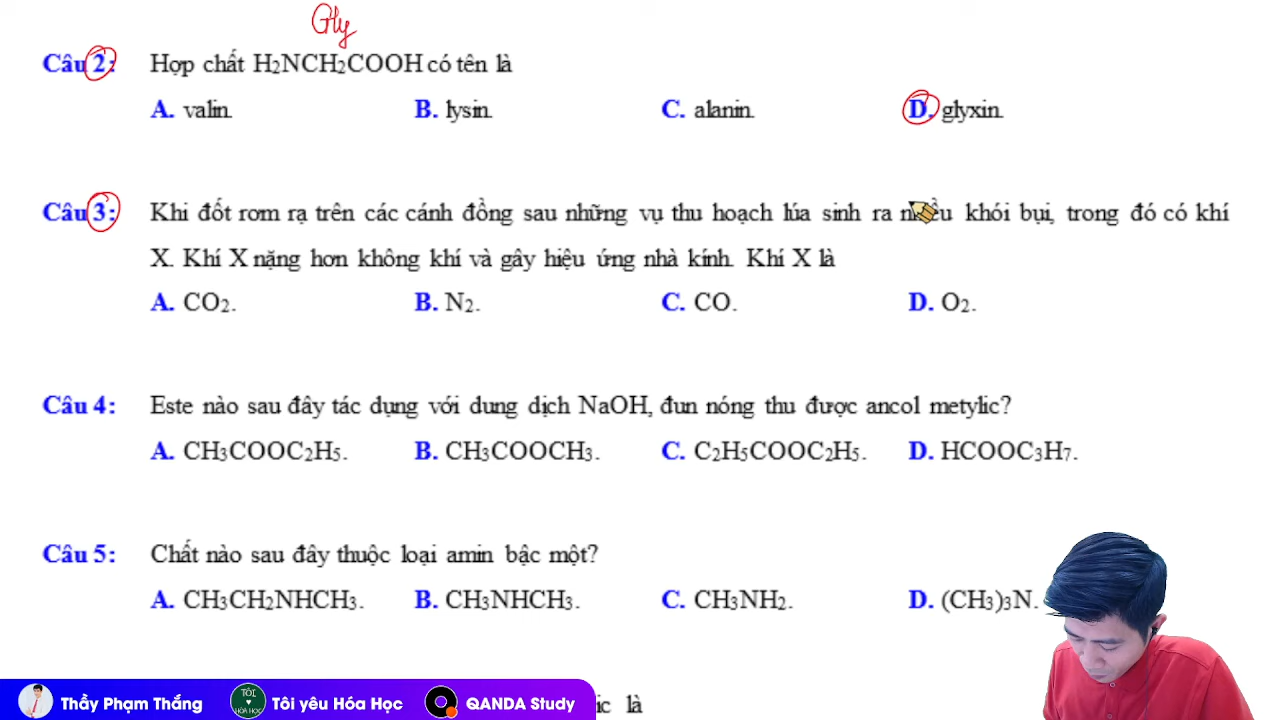 Gly
Câu 2: Hợp chất H₂NCH₂COOH có tên là
A. valin. B. lysin. C. alanin. D. glyxin.
Câu 3: Khi đốt rơm rạ trên các cánh đồng sau những vụ thu hoạch lúa sinh ra nhiều khói bụi, trong đó có khí
X. Khí X nặng hơn không khí và gây hiệu ứng nhà kính. Khí X là
A. CO₂. B. N₂. C. CO. D. O₂.
Câu 4: Este nào sau đây tác dụng với dung dịch NaOH, đun nóng thu được ancol metylic?
A. CH₃COOC₂H₅. B. CH₃COOCH₃. C. C₂H₅COOC₂H₅. D. HCOOC₃H₇.
Câu 5: Chất nào sau đây thuộc loại amin bậc một?
A. CH₃CH₂NHCH₃. B. CH₃NHCH₃. C. CH₃NH₂. D. (CH₃)₃N.
là
Thầy Phạm Thắng TÔI YÊU HÓA HỌC Tôi yêu Hóa Học QANDA Study